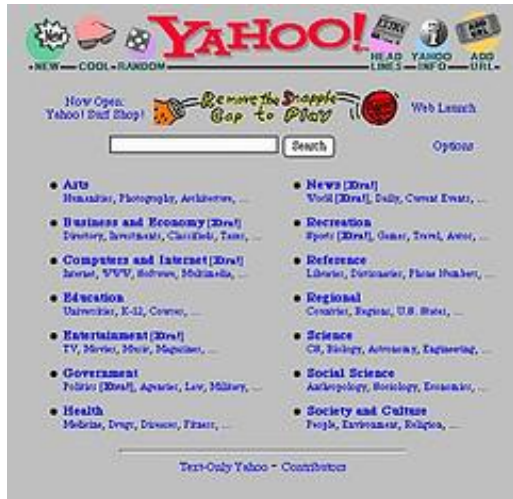 New
EXTRA
i
ADD URL
YAHOO!
NEW COOL RANDOM
HEAD LINES YAHOO INFO ADD URL
Now Open:
Yahoo! Surf Shop!
Remove the Snapple
Cap to Play
Web Launch
Search
Options
Arts
Humanities, Photography, Architecture, ...
Business and Economy [Xtra!]
Directory, Investments, Classifieds, Taxes, ...
Computers and Internet [Xtra!]
Internet, WWW, Software, Multimedia, ...
Education
Universities, K-12, Courses, ...
Entertainment [Xtra!]
TV, Movies, Music, Magazines, ...
Government
Politics [Xtra!], Agencies, Law, Military, ...
Health
Medicine, Drugs, Diseases, Fitness, ...
News [Xtra!]
World [Xtra!], Daily, Current Events, ...
Recreation
Sports [Xtra!], Games, Travel, Autos, ...
Reference
Libraries, Dictionaries, Phone Numbers, ...
Regional
Countries, Regions, U.S. States, ...
Science
CS, Biology, Astronomy, Engineering, ...
Social Science
Anthropology, Sociology, Economics, ...
Society and Culture
People, Environment, Religion, ...
Text-Only Yahoo - Contributors